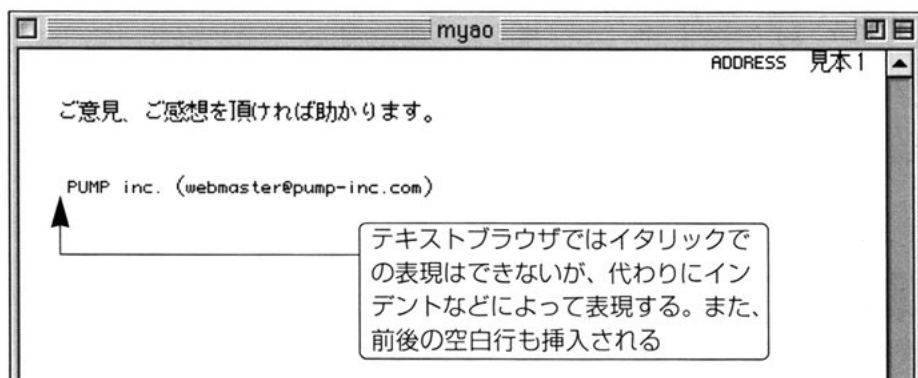 myao
ADDRESS 見本1
ご意見、ご感想を頂ければ助かります。
PUMP inc. (webmaster@pump-inc.com)
テキストブラウザではイタリックで
の表現はできないが、代わりにイン
デントなどによって表現する。また、
前後の空白行も挿入される